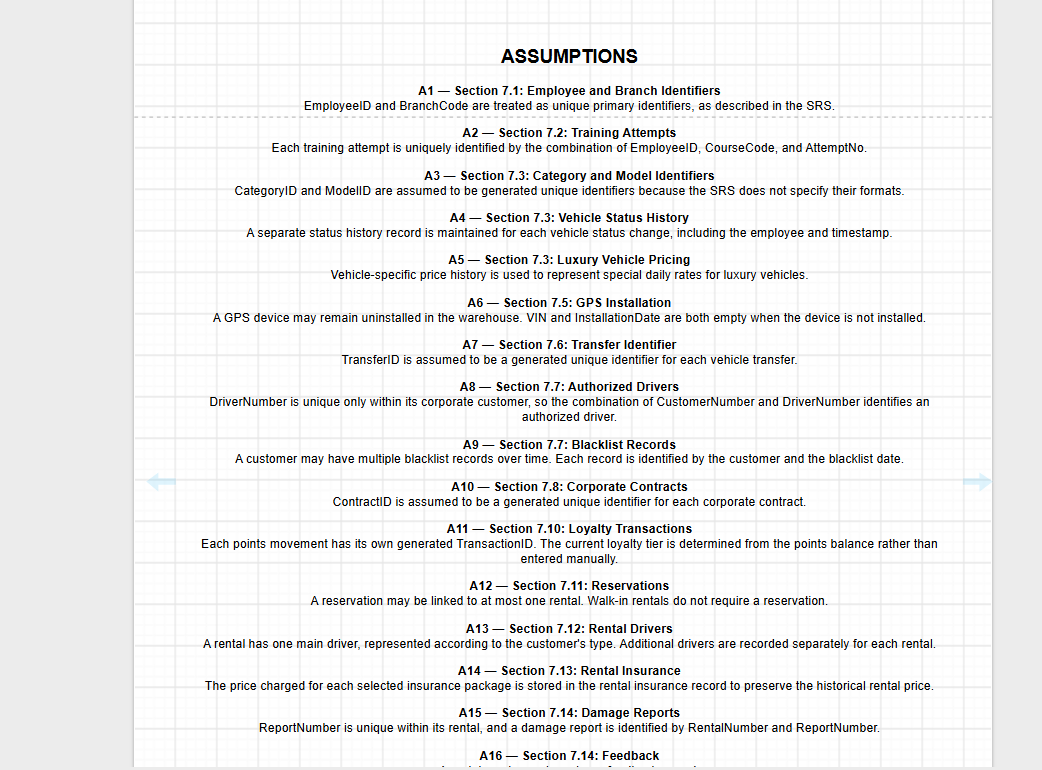 ASSUMPTIONS
A1 — Section 7.1: Employee and Branch Identifiers
EmployeeID and BranchCode are treated as unique primary identifiers, as described in the SRS.
A2 — Section 7.2: Training Attempts
Each training attempt is uniquely identified by the combination of EmployeeID, CourseCode, and AttemptNo.
A3 — Section 7.3: Category and Model Identifiers
CategoryID and ModelID are assumed to be generated unique identifiers because the SRS does not specify their formats.
A4 — Section 7.3: Vehicle Status History
A separate status history record is maintained for each vehicle status change, including the employee and timestamp.
A5 — Section 7.3: Luxury Vehicle Pricing
Vehicle-specific price history is used to represent special daily rates for luxury vehicles.
A6 — Section 7.5: GPS Installation
A GPS device may remain uninstalled in the warehouse. VIN and InstallationDate are both empty when the device is not installed.
A7 — Section 7.6: Transfer Identifier
TransferID is assumed to be a generated unique identifier for each vehicle transfer.
A8 — Section 7.7: Authorized Drivers
DriverNumber is unique only within its corporate customer, so the combination of CustomerNumber and DriverNumber identifies an
authorized driver.
A9 — Section 7.7: Blacklist Records
A customer may have multiple blacklist records over time. Each record is identified by the customer and the blacklist date.
A10 — Section 7.8: Corporate Contracts
ContractID is assumed to be a generated unique identifier for each corporate contract.
A11 — Section 7.10: Loyalty Transactions
Each points movement has its own generated TransactionID. The current loyalty tier is determined from the points balance rather than
entered manually.
A12 — Section 7.11: Reservations
A reservation may be linked to at most one rental. Walk-in rentals do not require a reservation.
A13 — Section 7.12: Rental Drivers
A rental has one main driver, represented according to the customer's type. Additional drivers are recorded separately for each rental.
A14 — Section 7.13: Rental Insurance
The price charged for each selected insurance package is stored in the rental insurance record to preserve the historical rental price.
A15 — Section 7.14: Damage Reports
ReportNumber is unique within its rental, and a damage report is identified by RentalNumber and ReportNumber.
A16 — Section 7.14: Feedback